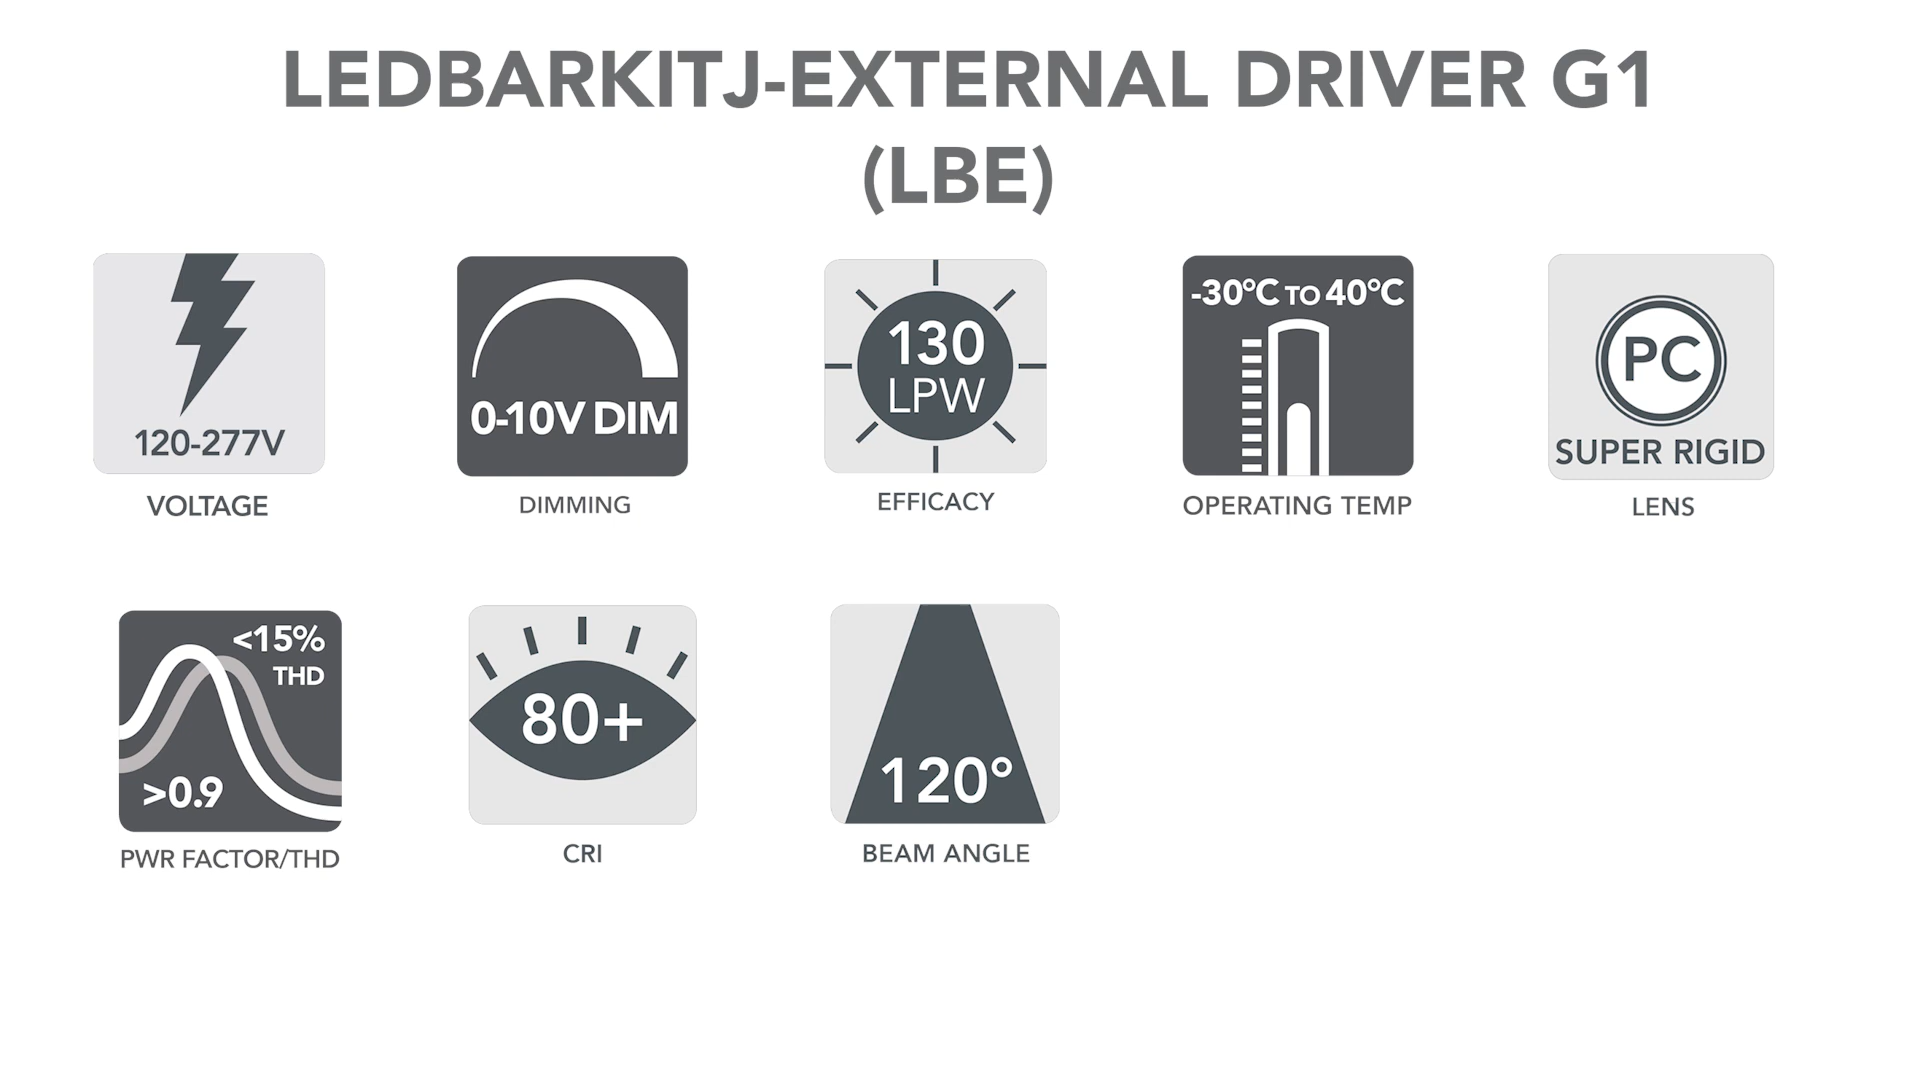 LEDBARKITJ-EXTERNAL DRIVER G1
(LBE)
120-277V
VOLTAGE
0-10V DIM
DIMMING
130
LPW
EFFICACY
-30°C TO 40°C
OPERATING TEMP
PC
SUPER RIGID
LENS
<15%
THD
>0.9
PWR FACTOR/THD
80+
CRI
120°
BEAM ANGLE